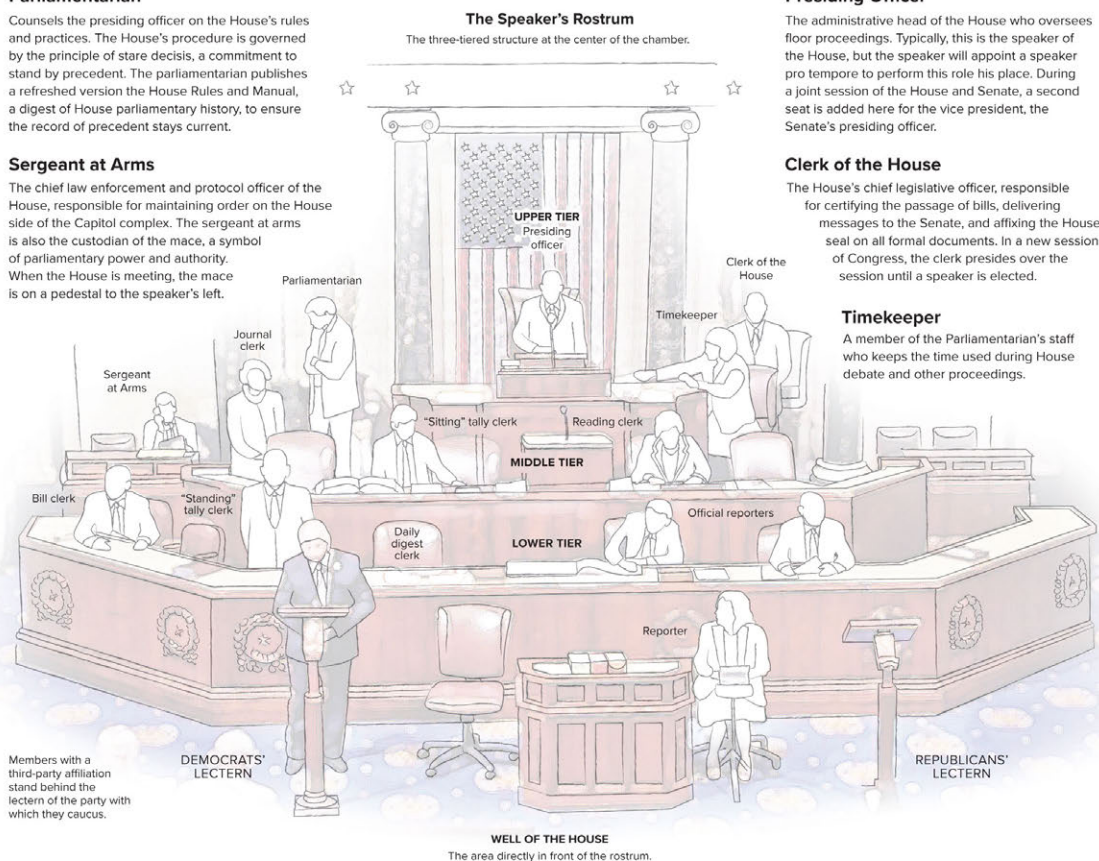 The Speaker's Rostrum
The three-tiered structure at the center of the chamber.
Parliamentarian
Counsels the presiding officer on the House's rules
and practices. The House's procedure is governed
by the principle of stare decisis, a commitment to
stand by precedent. The parliamentarian publishes
a refreshed version the House Rules and Manual,
a digest of House parliamentary history, to ensure
the record of precedent stays current.
Sergeant at Arms
The chief law enforcement and protocol officer of the
House, responsible for maintaining order on the House
side of the Capitol complex. The sergeant at arms
is also the custodian of the mace, a symbol
of parliamentary power and authority.
When the House is meeting, the mace
is on a pedestal to the speaker's left.
Presiding Officer
The administrative head of the House who oversees
floor proceedings. Typically, this is the speaker of
the House, but the speaker will appoint a speaker
pro tempore to perform this role his place. During
a joint session of the House and Senate, a second
seat is added here for the vice president, the
Senate's presiding officer.
Clerk of the House
The House's chief legislative officer, responsible
for certifying the passage of bills, delivering
messages to the Senate, and affixing the House
seal on all formal documents. In a new session
of Congress, the clerk presides over the
session until a speaker is elected.
Timekeeper
A member of the Parliamentarian's staff
who keeps the time used during House
debate and other proceedings.
UPPER TIER
Presiding
officer
Clerk of the
House
Parliamentarian
Timekeeper
Journal
clerk
Sergeant
at Arms
"Sitting" tally clerk
Reading clerk
MIDDLE TIER
Bill clerk
"Standing"
tally clerk
Official reporters
Daily
digest
clerk
LOWER TIER
Reporter
Members with a
third-party affiliation
stand behind the
lectern of the party with
which they caucus.
DEMOCRATS'
LECTERN
REPUBLICANS'
LECTERN
WELL OF THE HOUSE
The area directly in front of the rostrum.